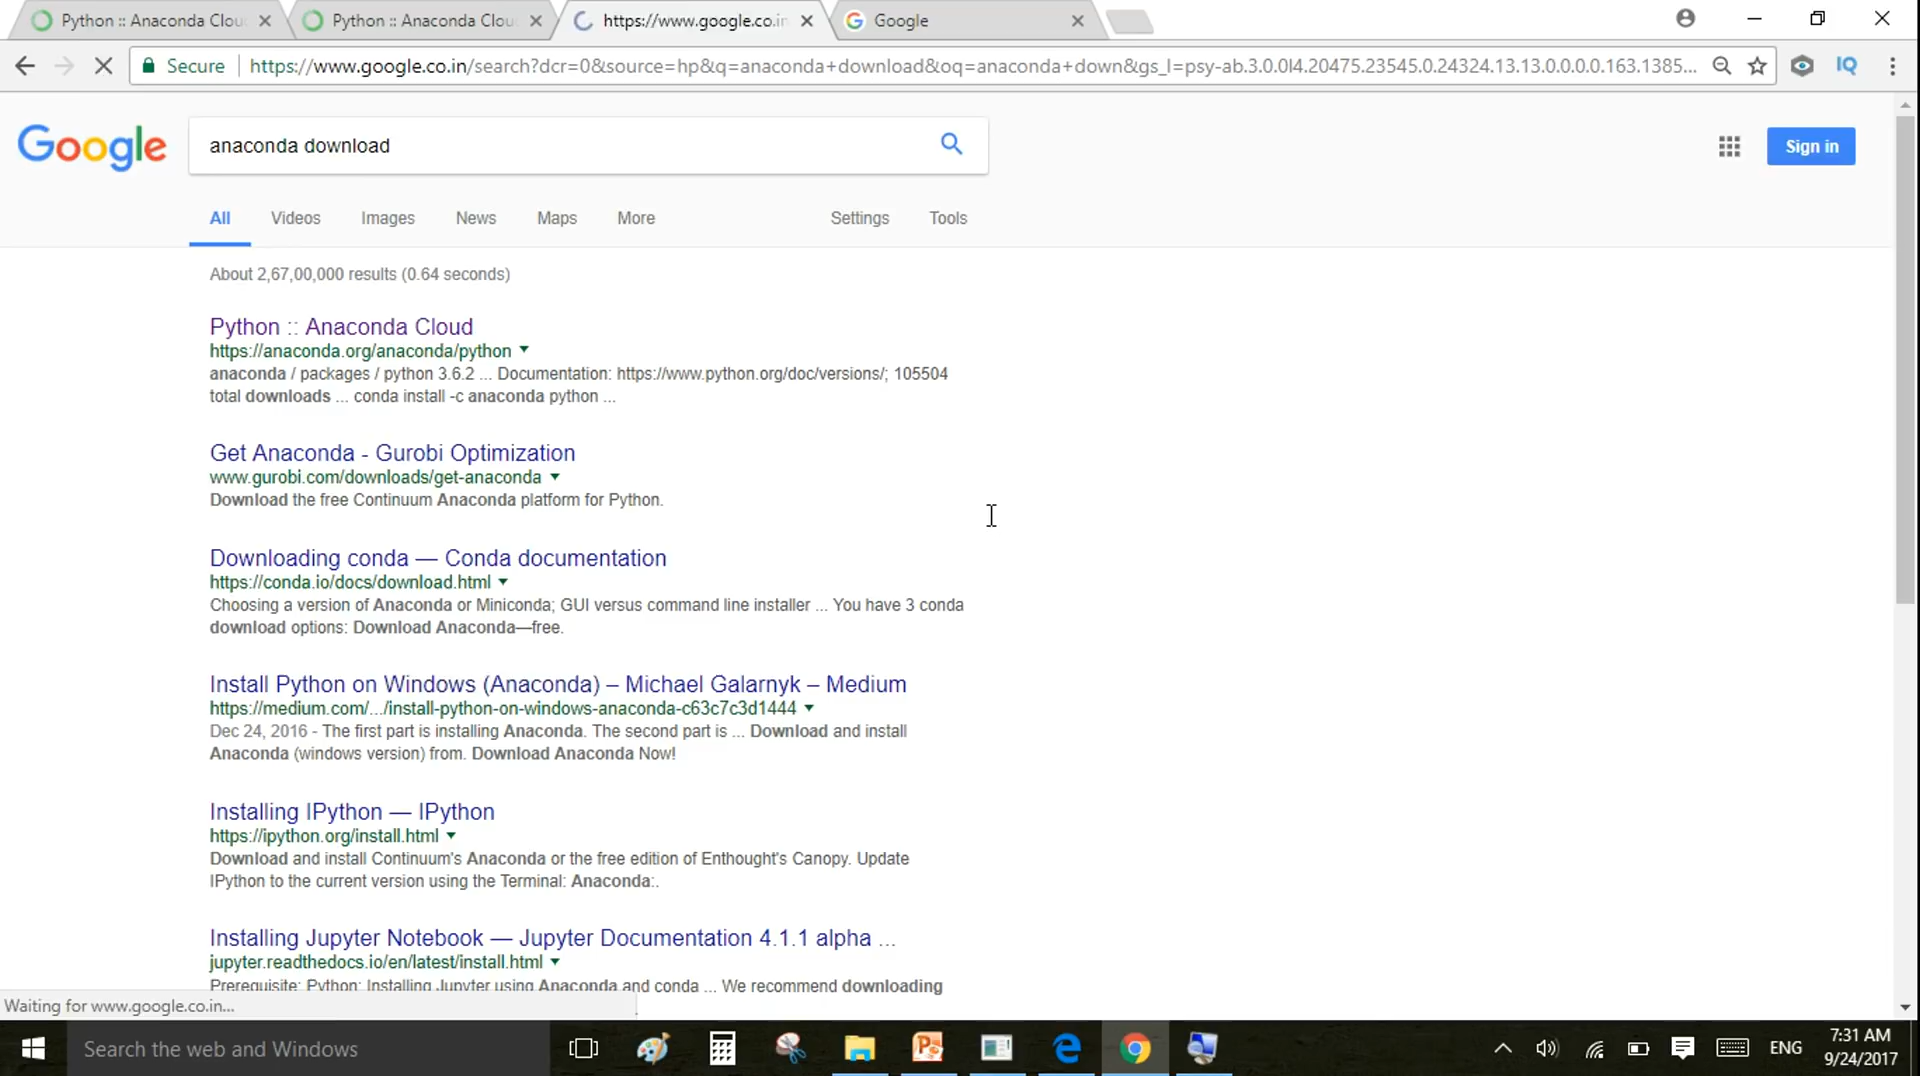 Python :: Anaconda Clou
Python :: Anaconda Clou
https://www.google.co.in
Google
Secure
https://www.google.co.in/search?dcr=0&source=hp&q=anaconda+download&oq=anaconda+down&gs_l=psy-ab.3.0.0l4.20475.23545.0.24324.13.13.0.0.0.0.163.1385...
IQ
Google
anaconda download
Sign in
All
Videos
Images
News
Maps
More
Settings
Tools
About 2,67,00,000 results (0.64 seconds)
Python :: Anaconda Cloud
https://anaconda.org/anaconda/python
anaconda / packages / python 3.6.2 ... Documentation: https://www.python.org/doc/versions/; 105504
total downloads ... conda install -c anaconda python ...
Get Anaconda - Gurobi Optimization
www.gurobi.com/downloads/get-anaconda
Download the free Continuum Anaconda platform for Python.
Downloading conda — Conda documentation
https://conda.io/docs/download.html
Choosing a version of Anaconda or Miniconda; GUI versus command line installer ... You have 3 conda
download options: Download Anaconda—free.
Install Python on Windows (Anaconda) – Michael Galarnyk – Medium
https://medium.com/.../install-python-on-windows-anaconda-c63c7c3d1444
Dec 24, 2016 - The first part is installing Anaconda. The second part is ... Download and install
Anaconda (windows version) from. Download Anaconda Now!
Installing IPython — IPython
https://ipython.org/install.html
Download and install Continuum's Anaconda or the free edition of Enthought's Canopy. Update
IPython to the current version using the Terminal: Anaconda:.
Installing Jupyter Notebook — Jupyter Documentation 4.1.1 alpha ...
jupyter.readthedocs.io/en/latest/install.html
Prerequisite: Python; Installing Jupyter using Anaconda and conda ... We recommend downloading
Waiting for www.google.co.in...
Search the web and Windows
ENG
7:31 AM
9/24/2017